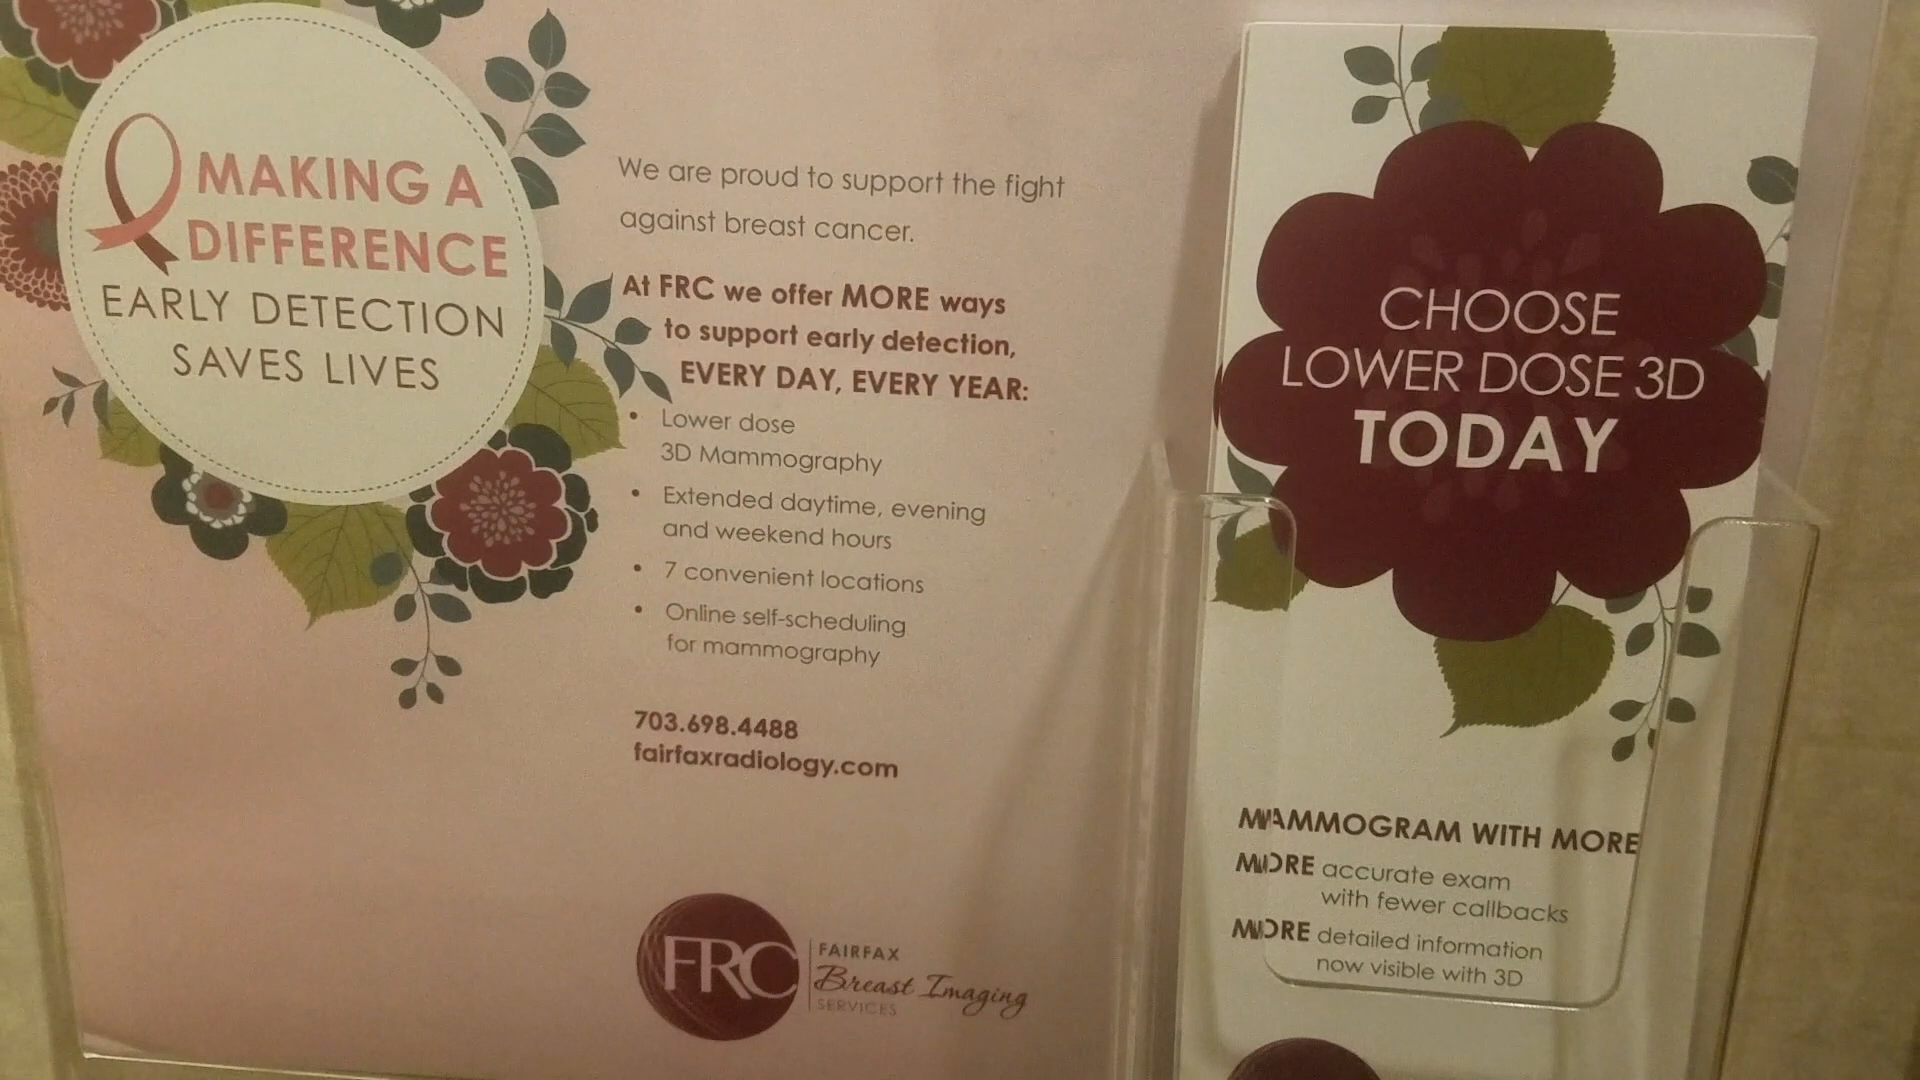 MAKING A
DIFFERENCE
EARLY DETECTION
SAVES LIVES
We are proud to support the fight
against breast cancer.
At FRC we offer MORE ways
to support early detection,
EVERY DAY, EVERY YEAR:
• Lower dose
3D Mammography
• Extended daytime, evening
and weekend hours
• 7 convenient locations
• Online self-scheduling
for mammography
703.698.4488
fairfaxradiology.com
FRC
FAIRFAX
Breast Imaging
SERVICES
CHOOSE
LOWER DOSE 3D
TODAY
MAMMOGRAM WITH MORE
MORE accurate exam
with fewer callbacks
MORE detailed information
now visible with 3D